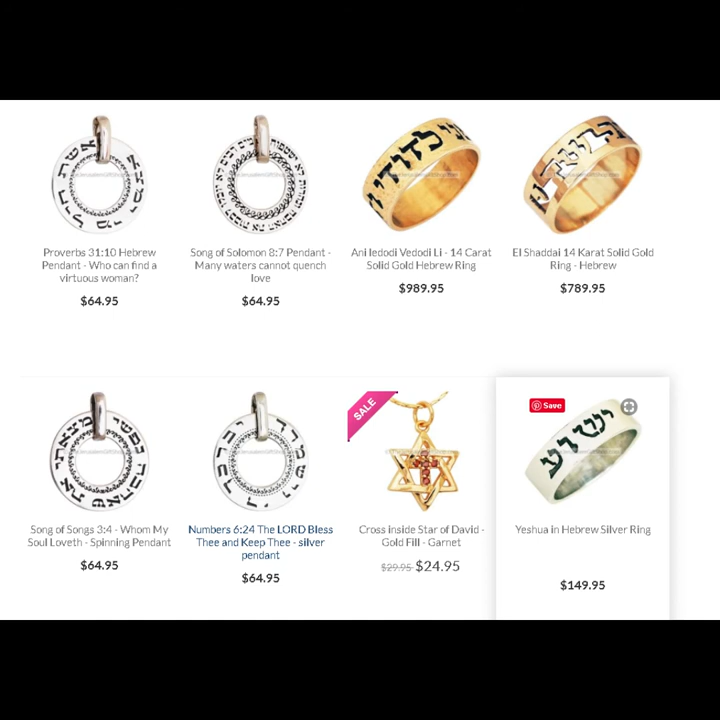 Proverbs 31:10 Hebrew
Pendant - Who can find a
virtuous woman?
$64.95
Song of Solomon 8:7 Pendant -
Many waters cannot quench
love
$64.95
Ani ledodi Vedodi Li - 14 Carat
Solid Gold Hebrew Ring
$989.95
El Shaddai 14 Karat Solid Gold
Ring - Hebrew
$789.95
נפשי
מצאתי את שאהבה
Song of Songs 3:4 - Whom My
Soul Loveth - Spinning Pendant
$64.95
Numbers 6:24 The LORD Bless
Thee and Keep Thee - silver
pendant
$64.95
SALE
Cross inside Star of David -
Gold Fill - Garnet
$29.95 $24.95
Save
ישוע
Yeshua in Hebrew Silver Ring
$149.95